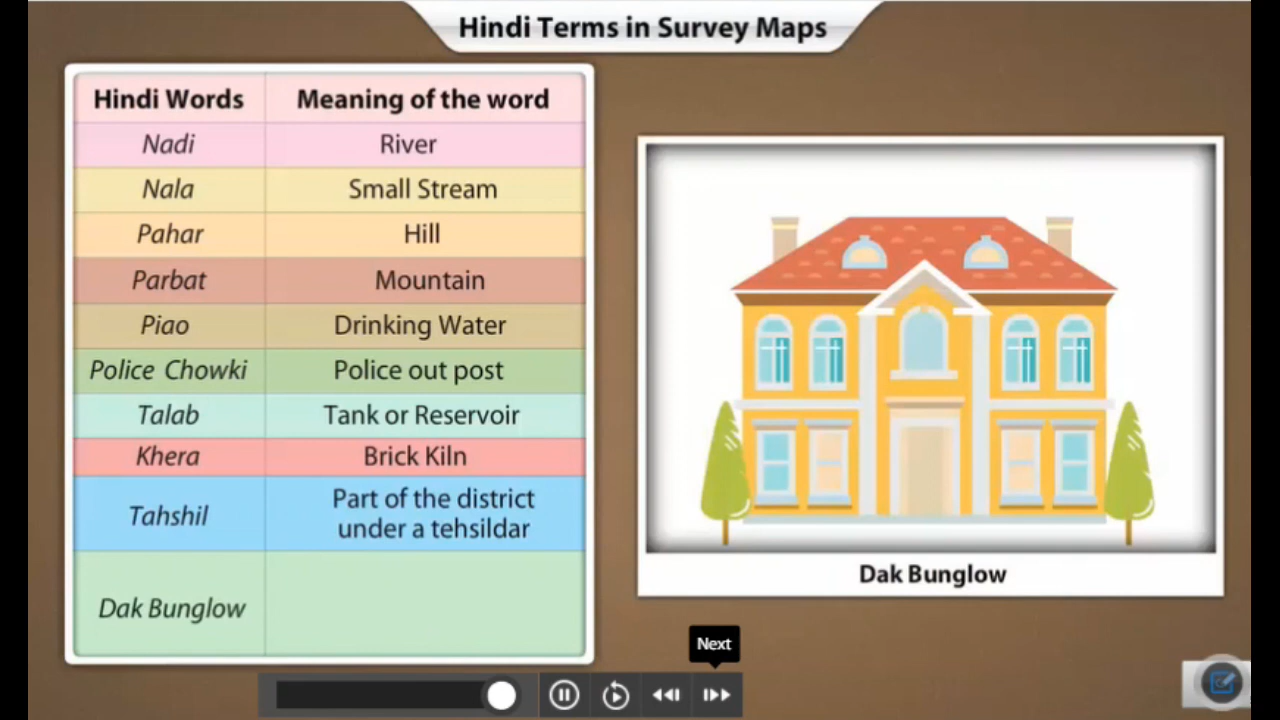 Hindi Terms in Survey Maps
Hindi Words Meaning of the word
Nadi River
Nala Small Stream
Pahar Hill
Parbat Mountain
Piao Drinking Water
Police Chowki Police out post
Talab Tank or Reservoir
Khera Brick Kiln
Tahshil Part of the district
under a tehsildar
Dak Bunglow
Dak Bunglow
Next